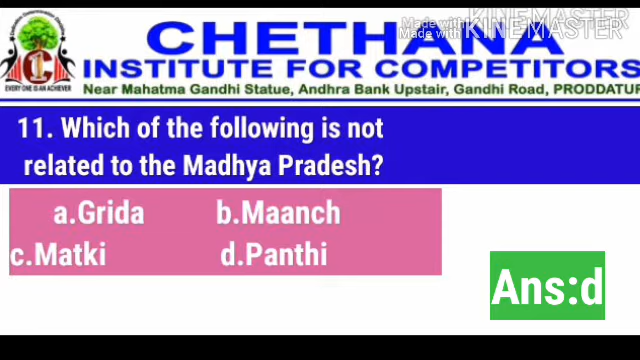 Made with KINEMASTER
Made with KINEMASTER
CHETHANA
INSTITUTE FOR COMPETITORS
EVERY ONE IS AN ACHIEVER
Near Mahatma Gandhi Statue, Andhra Bank Upstair, Gandhi Road, PRODDATUR
11. Which of the following is not
related to the Madhya Pradesh?
a.Grida b.Maanch
c.Matki d.Panthi
Ans:d